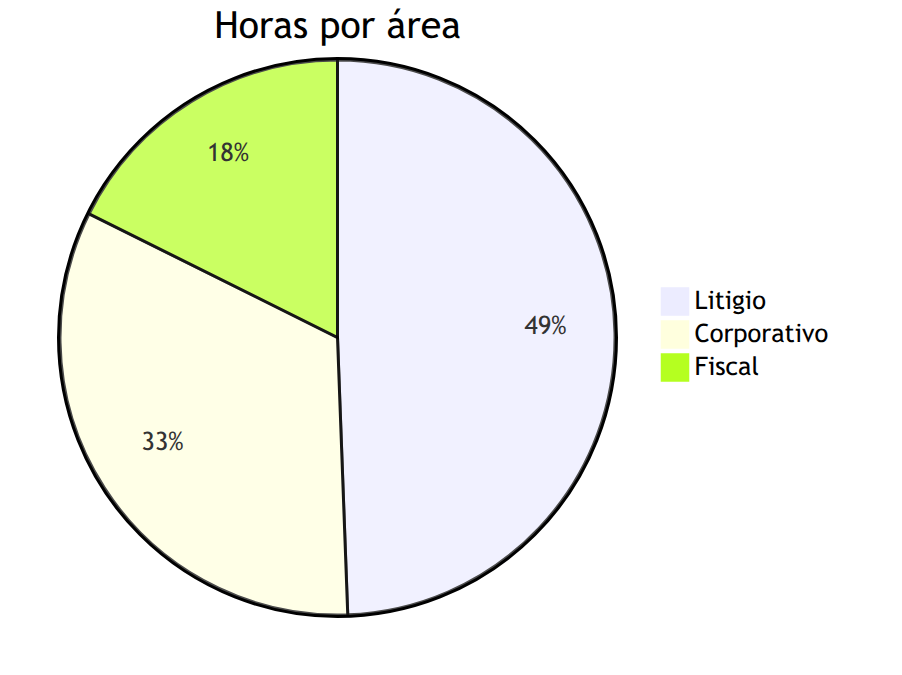 Horas por área
18%
49%
33%
Litigio
Corporativo
Fiscal